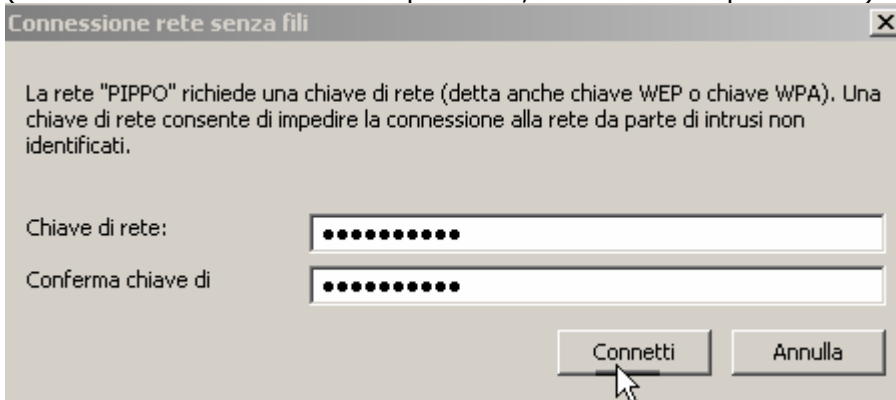 Connessione rete senza fili
La rete "PIPPO" richiede una chiave di rete (detta anche chiave WEP o chiave WPA). Una
chiave di rete consente di impedire la connessione alla rete da parte di intrusi non
identificati.
Chiave di rete: ●●●●●●●●●●
Conferma chiave di ●●●●●●●●●●
Connetti Annulla